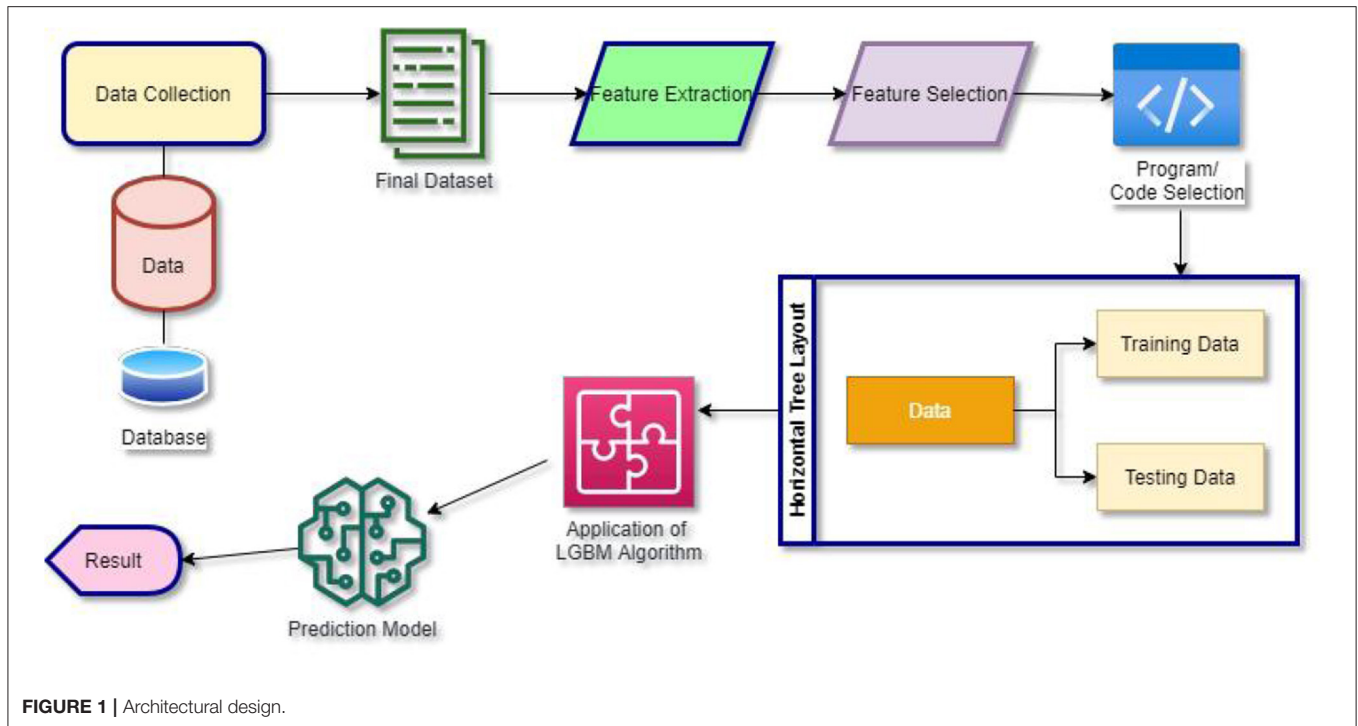 Data Collection
Final Dataset
Feature Extraction
Feature Selection
Program/
Code Selection
Data
Database
Horizontal Tree Layout
Data
Training Data
Testing Data
Application of
LGBM Algorithm
Prediction Model
Result
FIGURE 1 | Architectural design.